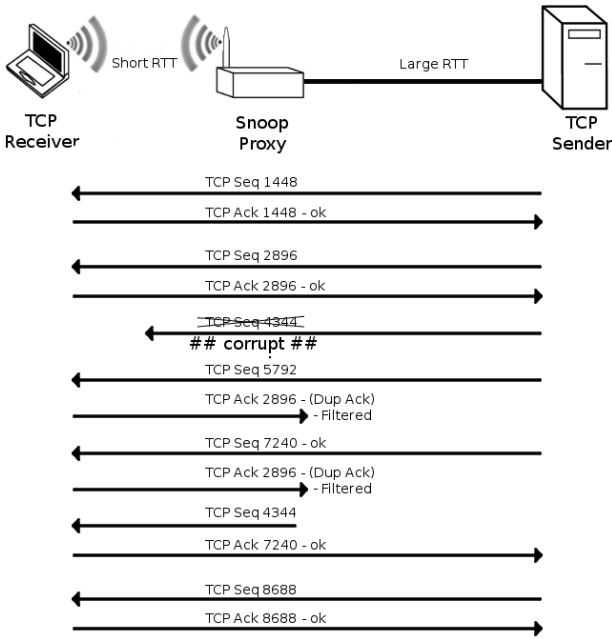 Short RTT
Large RTT
TCP
Receiver
Snoop
Proxy
TCP
Sender
TCP Seq 1448
TCP Ack 1448 - ok
TCP Seq 2896
TCP Ack 2896 - ok
TCP Seq 4344
## corrupt ##
TCP Seq 5792
TCP Ack 2896 - (Dup Ack)
- Filtered
TCP Seq 7240 - ok
TCP Ack 2896 - (Dup Ack)
- Filtered
TCP Seq 4344
TCP Ack 7240 - ok
TCP Seq 8688
TCP Ack 8688 - ok